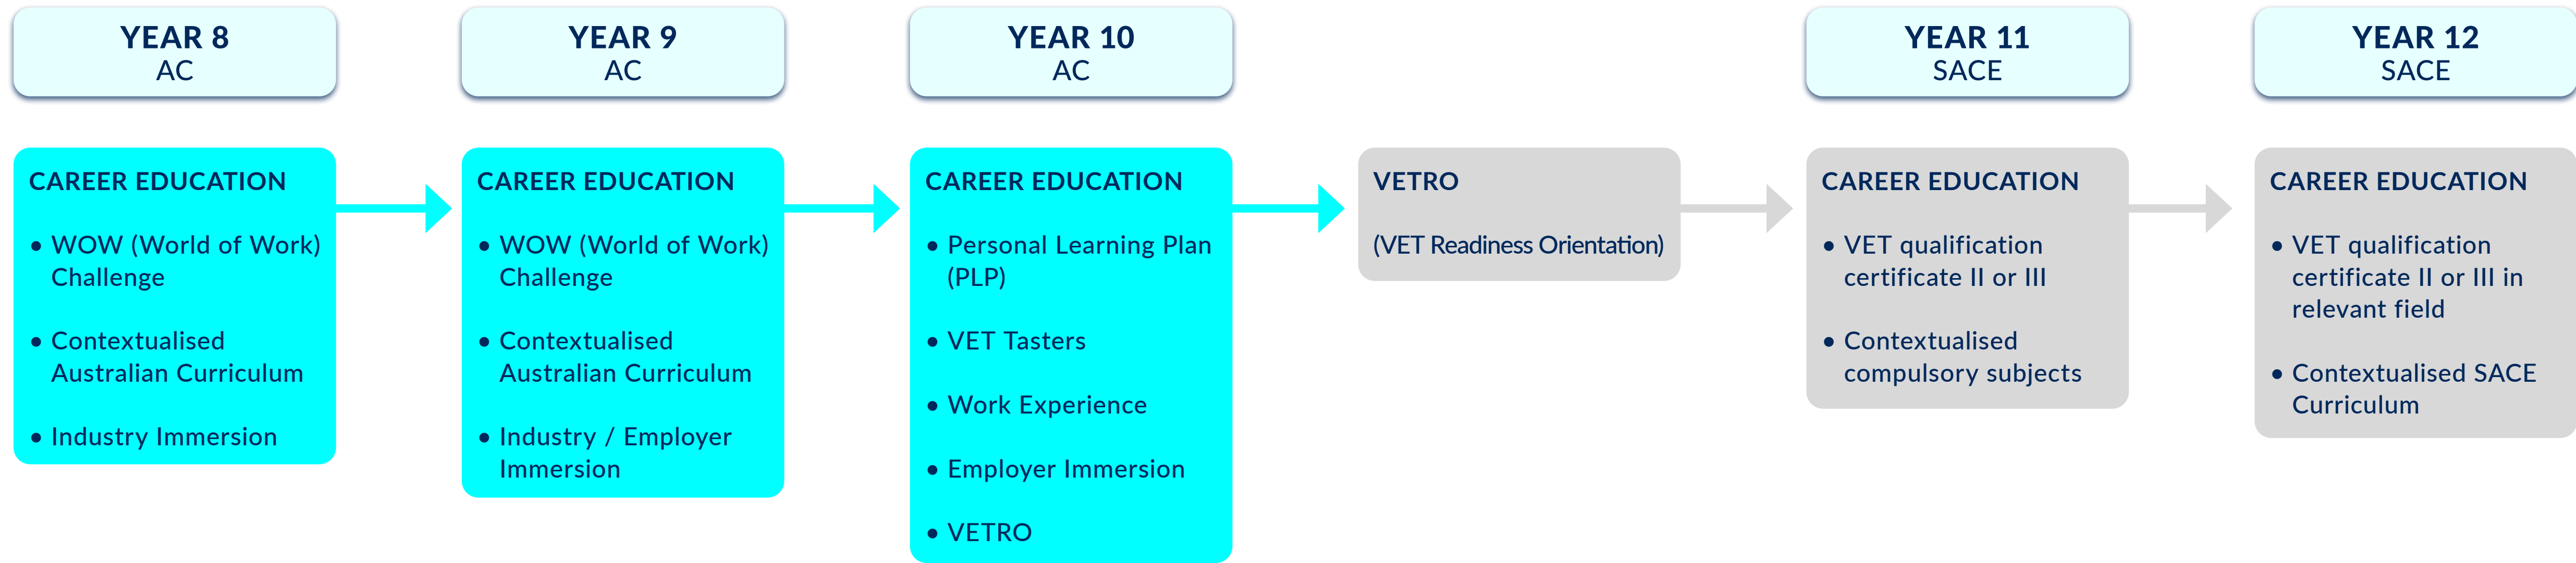 YEAR 8
AC
YEAR 9
AC
YEAR 10
AC
YEAR 11
SACE
YEAR 12
SACE
CAREER EDUCATION
• WOW (World of Work)
Challenge
• Contextualised
Australian Curriculum
• Industry Immersion
CAREER EDUCATION
• WOW (World of Work)
Challenge
• Contextualised
Australian Curriculum
• Industry / Employer
Immersion
CAREER EDUCATION
• Personal Learning Plan
(PLP)
• VET Tasters
• Work Experience
• Employer Immersion
• VETRO
VETRO
(VET Readiness Orientation)
CAREER EDUCATION
• VET qualification
certificate II or III
• Contextualised
compulsory subjects
CAREER EDUCATION
• VET qualification
certificate II or III in
relevant field
• Contextualised SACE
Curriculum